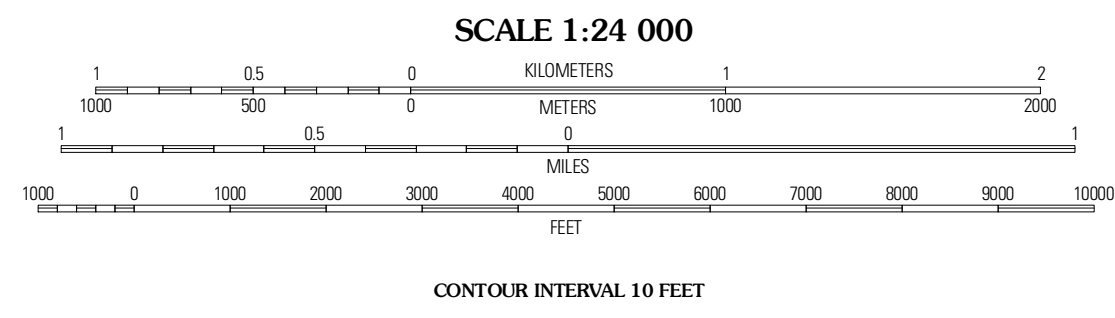 SCALE 1:24 000
1 0.5 0 KILOMETERS 1 2
1000 500 0 METERS 1000 2000
1 0.5 0 1
MILES
1000 0 1000 2000 3000 4000 5000 6000 7000 8000 9000 10000
FEET
CONTOUR INTERVAL 10 FEET